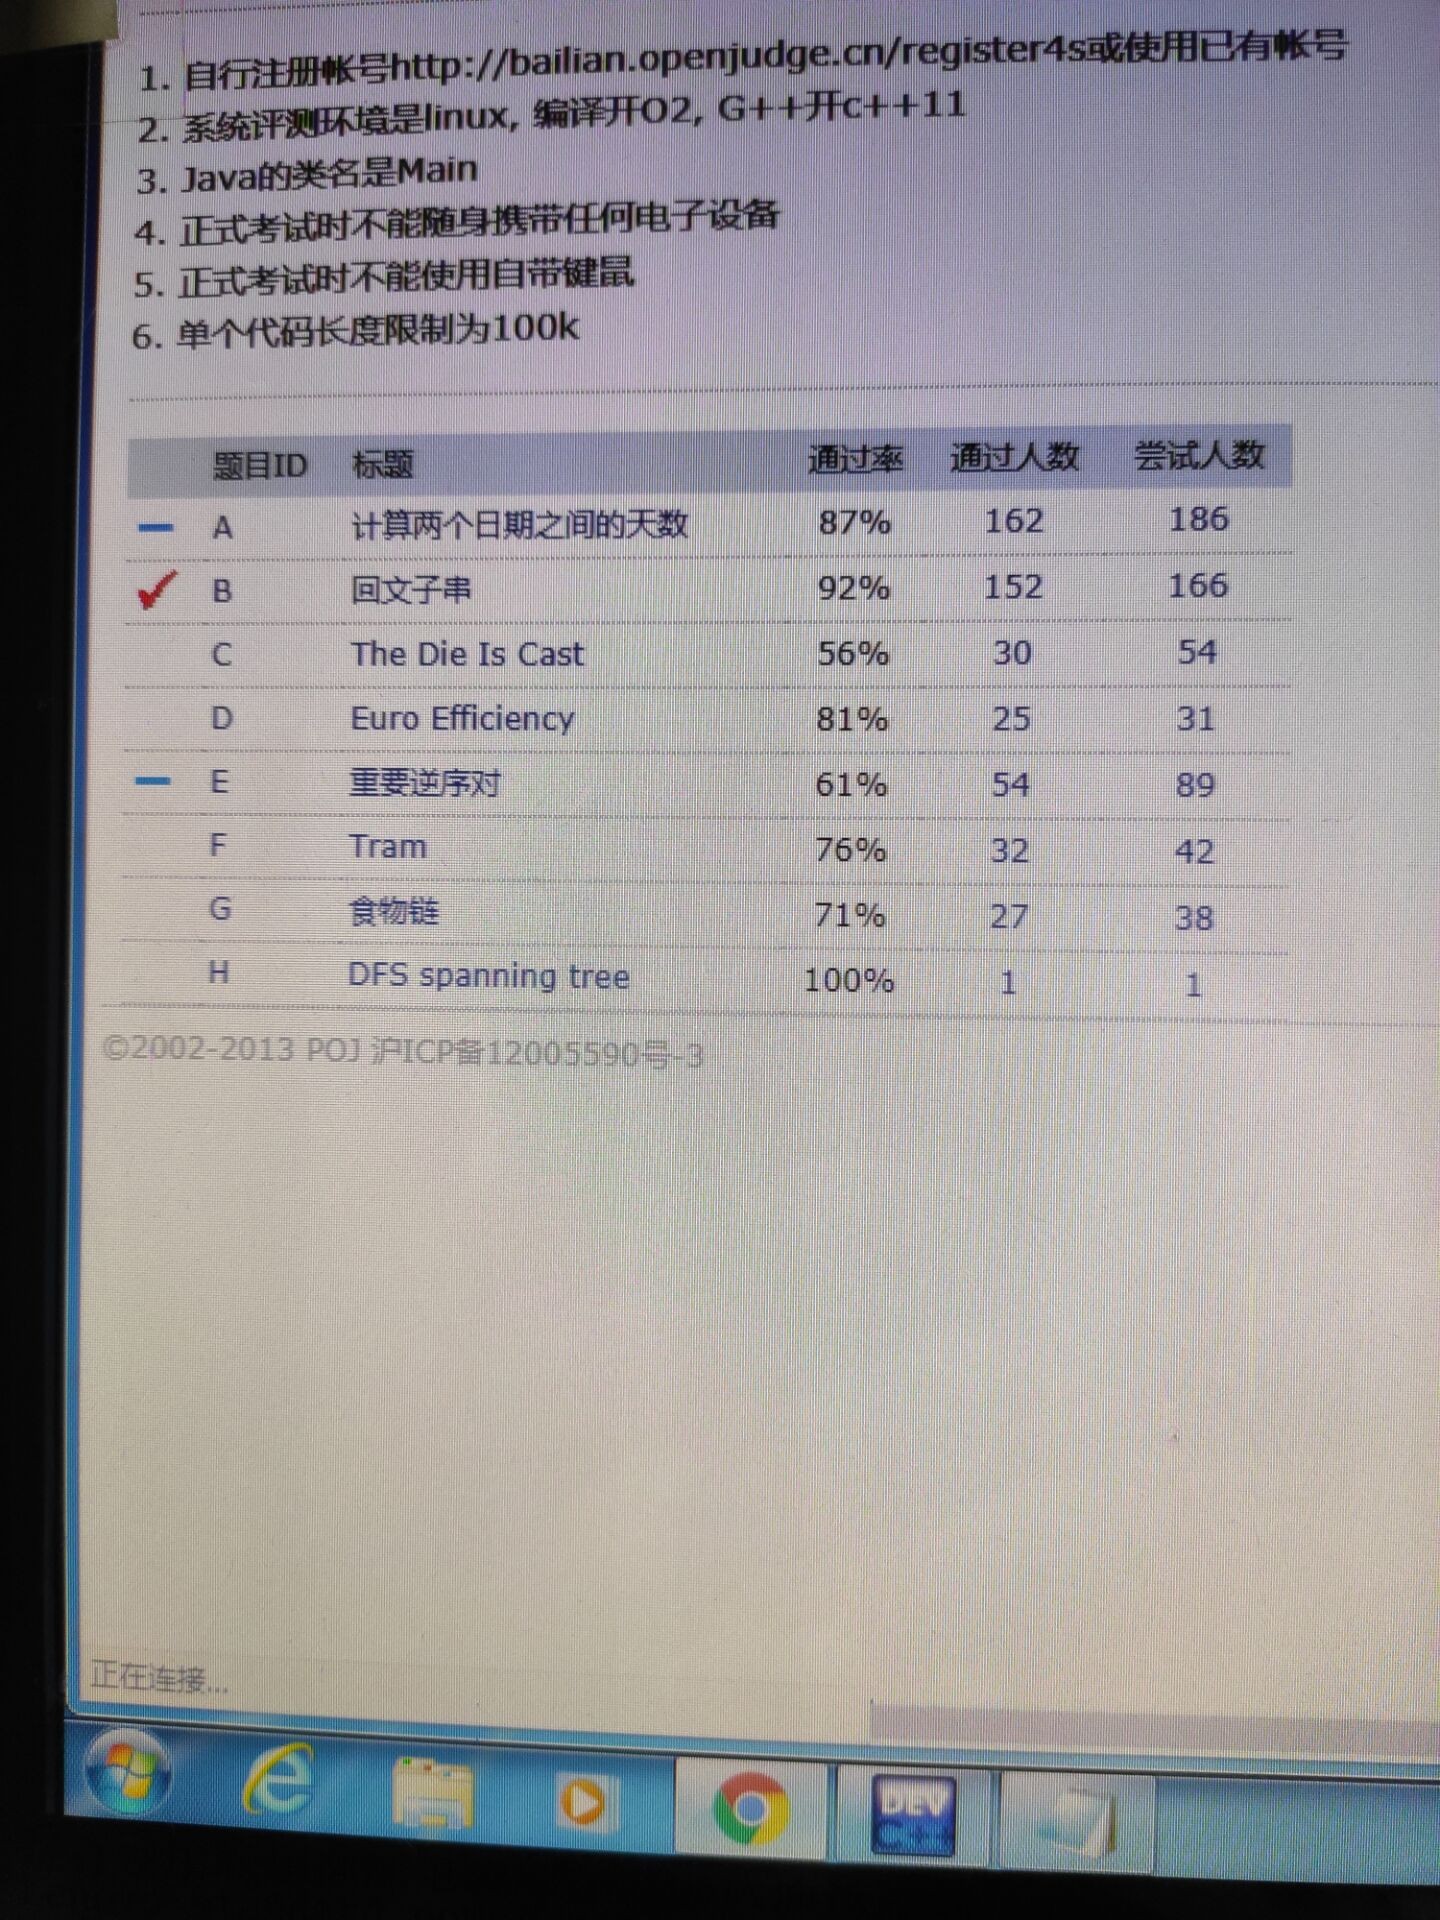 1. 自行注册帐号http://bailian.openjudge.cn/register4s或使用已有帐号
2. 系统评测环境是linux, 编译开O2, G++开c++11
3. Java的类名是Main
4. 正式考试时不能随身携带任何电子设备
5. 正式考试时不能使用自带键鼠
6. 单个代码长度限制为100k
题目ID 标题 通过率 通过人数 尝试人数
A 计算两个日期之间的天数 87% 162 186
B 回文子串 92% 152 166
C The Die Is Cast 56% 30 54
D Euro Efficiency 81% 25 31
E 重要逆序对 61% 54 89
F Tram 76% 32 42
G 食物链 71% 27 38
H DFS spanning tree 100% 1 1
©2002-2013 POJ 沪ICP备12005590号-3
正在连接...
DEV
C++